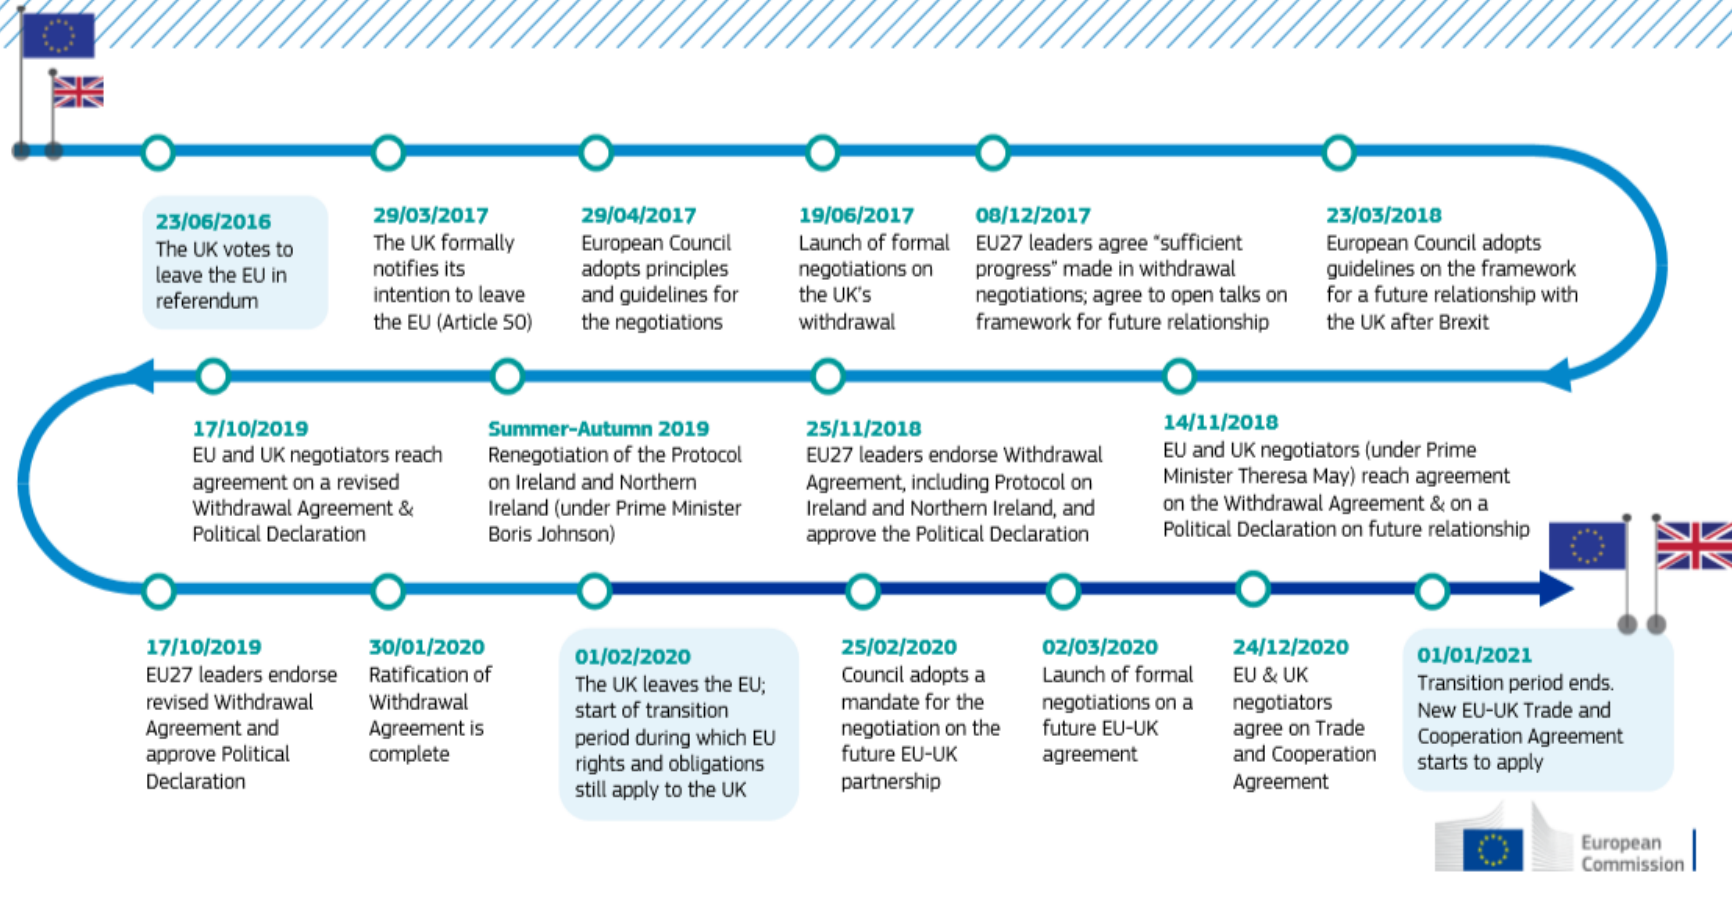 23/06/2016
The UK votes to
leave the EU in
referendum
29/03/2017
The UK formally
notifies its
intention to leave
the EU (Article 50)
29/04/2017
European Council
adopts principles
and guidelines for
the negotiations
19/06/2017
Launch of formal
negotiations on
the UK's
withdrawal
08/12/2017
EU27 leaders agree “sufficient
progress” made in withdrawal
negotiations; agree to open talks on
framework for future relationship
23/03/2018
European Council adopts
guidelines on the framework
for a future relationship with
the UK after Brexit
14/11/2018
EU and UK negotiators (under Prime
Minister Theresa May) reach agreement
on the Withdrawal Agreement & on a
Political Declaration on future relationship
25/11/2018
EU27 leaders endorse Withdrawal
Agreement, including Protocol on
Ireland and Northern Ireland, and
approve the Political Declaration
Summer-Autumn 2019
Renegotiation of the Protocol
on Ireland and Northern
Ireland (under Prime Minister
Boris Johnson)
17/10/2019
EU and UK negotiators reach
agreement on a revised
Withdrawal Agreement &
Political Declaration
17/10/2019
EU27 leaders endorse
revised Withdrawal
Agreement and
approve Political
Declaration
30/01/2020
Ratification of
Withdrawal
Agreement is
complete
01/02/2020
The UK leaves the EU;
start of transition
period during which EU
rights and obligations
still apply to the UK
25/02/2020
Council adopts a
mandate for the
negotiation on the
future EU-UK
partnership
02/03/2020
Launch of formal
negotiations on a
future EU-UK
agreement
24/12/2020
EU & UK
negotiators
agree on Trade
and Cooperation
Agreement
01/01/2021
Transition period ends.
New EU-UK Trade and
Cooperation Agreement
starts to apply
European
Commission